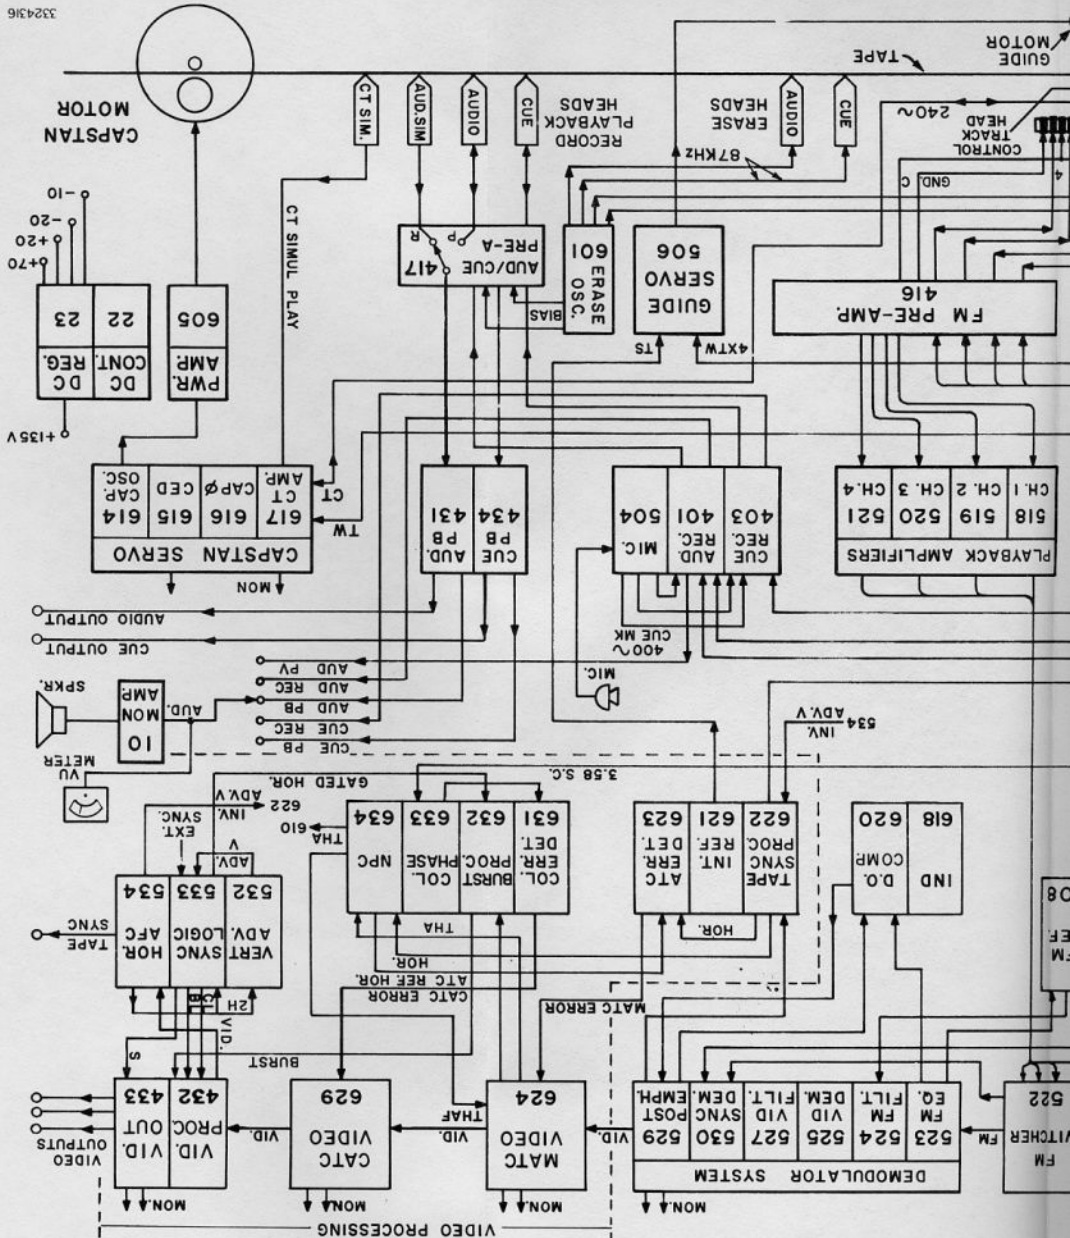 VIDEO PROCESSING
MON.
MON.
MON.
MON.
FM
SWITCHER
522
FM
DEMODULATOR SYSTEM
523
FM
EQ.
524
FM
FILT.
525
VID
DEM.
527
VID
FILT.
530
SYNC
DEM.
529
POST
EMPH.
VID.
MATC
VIDEO
624
VID.
THAF
CATC
VIDEO
629
VID.
VID.
PROC.
432
VID.
OUT
433
VIDEO
OUTPUTS
MATC ERROR
CATC ERROR
ATC REF HOR.
HOR.
THA
BURST
S
VID.
2H
FM
REF.
IND
618
D.O.
COMP.
620
TAPE
SYNC
PROC.
622
INT.
REF.
621
ATC
ERR.
DET.
623
HOR.
COL.
ERR.
DET.
631
BURST
PROC.
632
COL.
PHASE
633
NPC
634
THA
610
VERT
ADV.
532
SYNC
LOGIC
533
HOR.
AFC
534
TAPE
SYNC
ADV.
V
EXT.
SYNC.
INV.
ADV.V
622
GATED HOR.
3.58 S.C.
534
INV.
ADV.V
VU
METER
MON
AMP.
10
AUD.
SPKR.
CUE PB
CUE REC
AUD PB
AUD REC
AUD PV
CUE OUTPUT
AUDIO OUTPUT
MIC.
400~
CUE MK
PLAYBACK AMPLIFIERS
518
CH. 1
519
CH. 2
520
CH. 3
521
CH. 4
CUE
REC.
403
AUD
REC.
401
MIC.
504
CUE
PB
434
AUD.
PB
431
MON
CAPSTAN SERVO
617
CT
AMP.
616
CAP Ø
615
CED
614
CAP.
OSC.
TW
CT
+135V
FM PRE-AMP.
416
4XTW
TS
GUIDE
SERVO
506
ERASE
OSC.
601
BIAS
AUD/CUE
PRE-A
417
P
R
CT SIMUL PLAY
PWR.
AMP.
605
DC
CONT.
22
DC
REG.
23
+70
+20
-20
-10
GND.
C
4
CONTROL
TRACK
HEAD
240~
87KHz
CUE
AUDIO
ERASE
HEADS
RECORD
PLAYBACK
HEADS
CUE
AUDIO
AUD.SIM
CT SIM.
CAPSTAN
MOTOR
TAPE
GUIDE
MOTOR
3324316